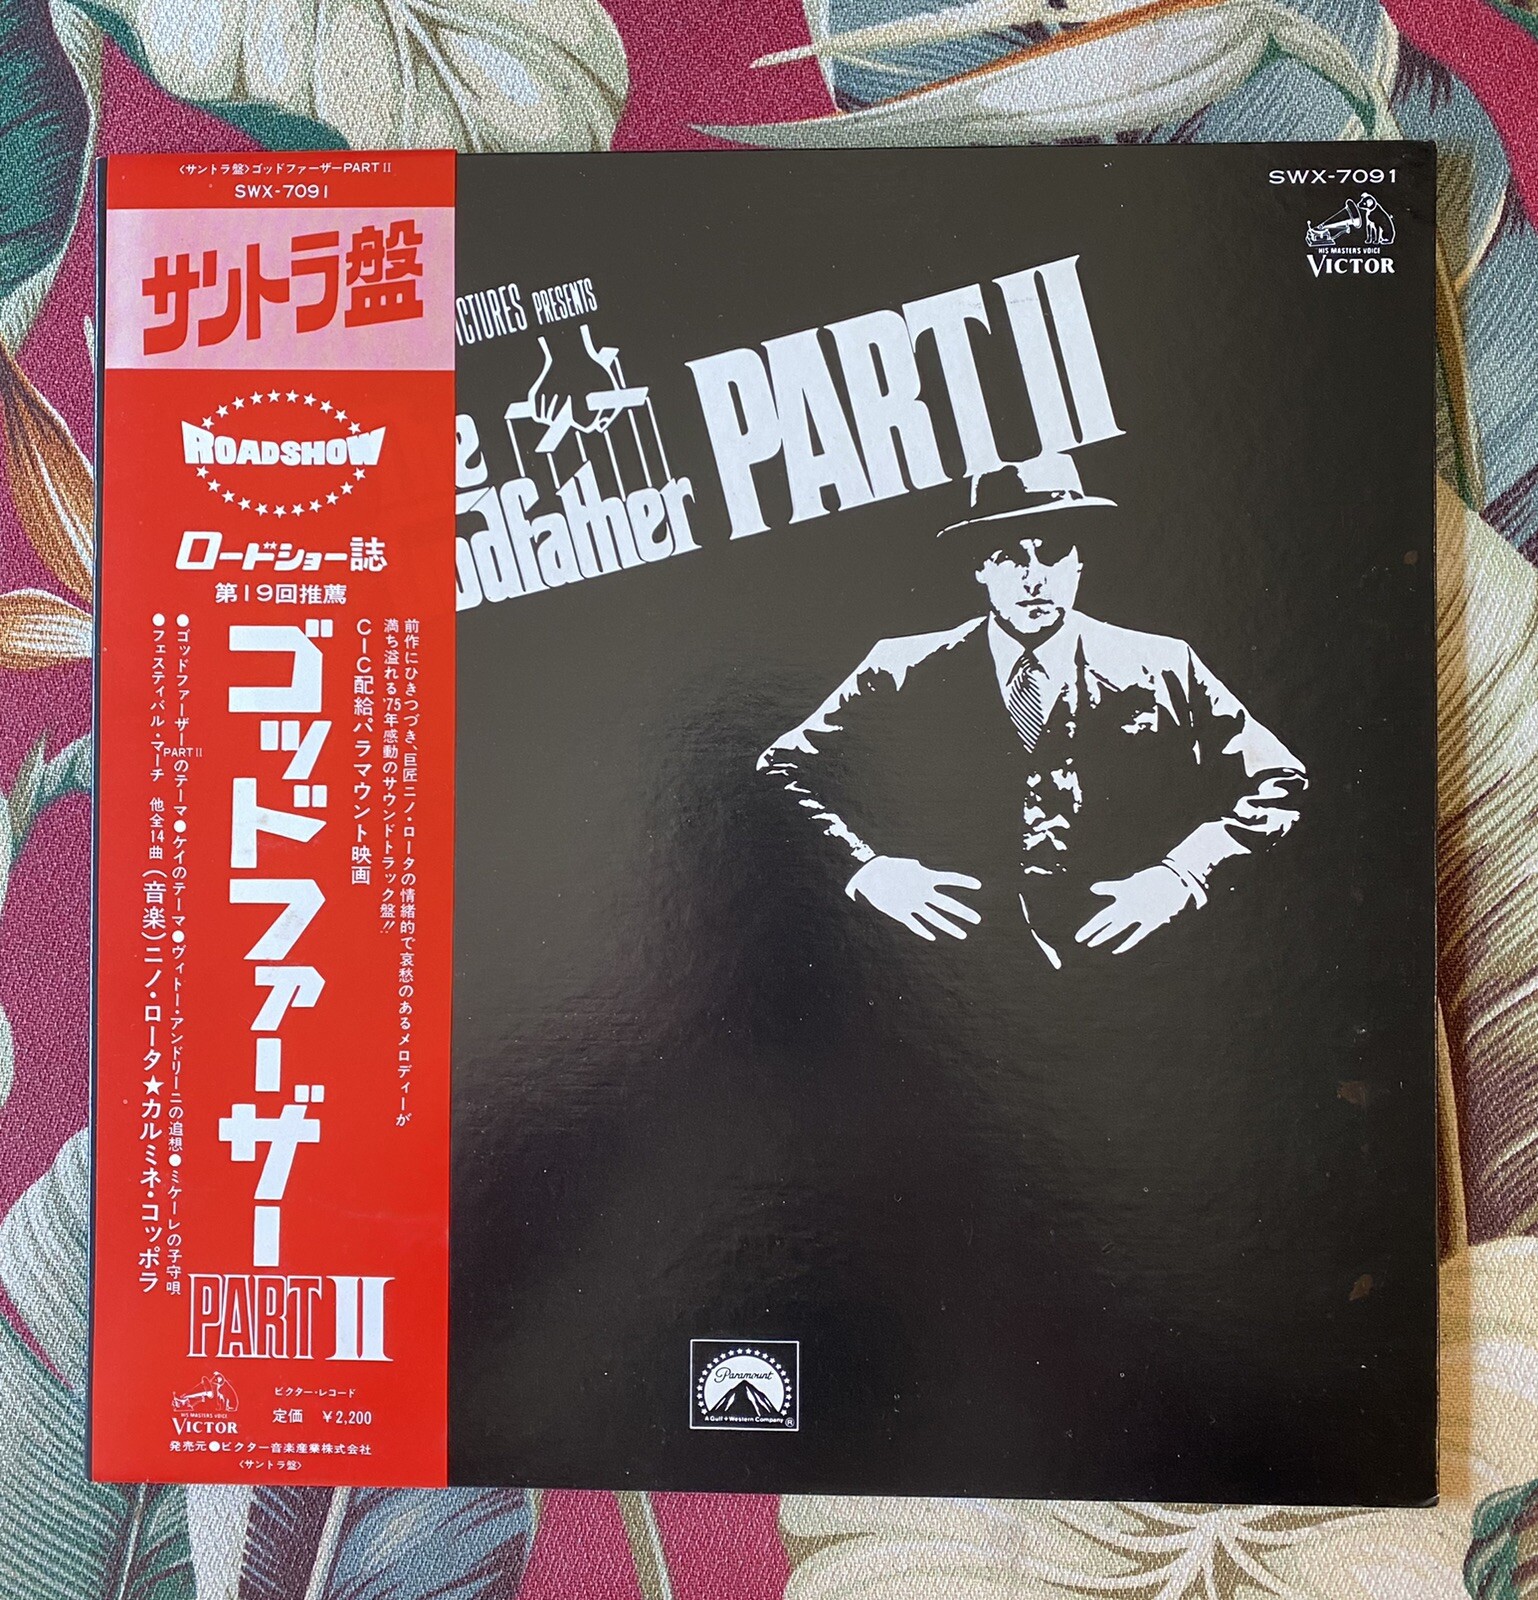 〈サントラ盤〉ゴッドファーザーPART II
SWX-7091
サントラ盤
ROADSHOW
ロードショー誌
第19回推薦
前作にひきつづき、巨匠ニノ・ロータの情緒的で哀愁のあるメロディーが
満ち溢れる'75年感動のサウンドトラック盤!!
CIC配給パラマウント映画
ゴッドファーザー
PART II
●ゴッドファーザーPART IIのテーマ●ケイのテーマ●ヴィトー・アンドリーニの追想●ミケーレの子守唄
●フェスティバル・マーチ 他全14曲 (音楽)ニノ・ロータ★カルミネ・コッポラ
HIS MASTERS VOICE
VICTOR
ビクター・レコード
定価 ¥2,200
発売元●ビクター音楽産業株式会社
〈サントラ盤〉
SWX-7091
HIS MASTERS VOICE
VICTOR
ICTURES PRESENTS
e
odfather PART II
Paramount
A Gulf+Western Company
®